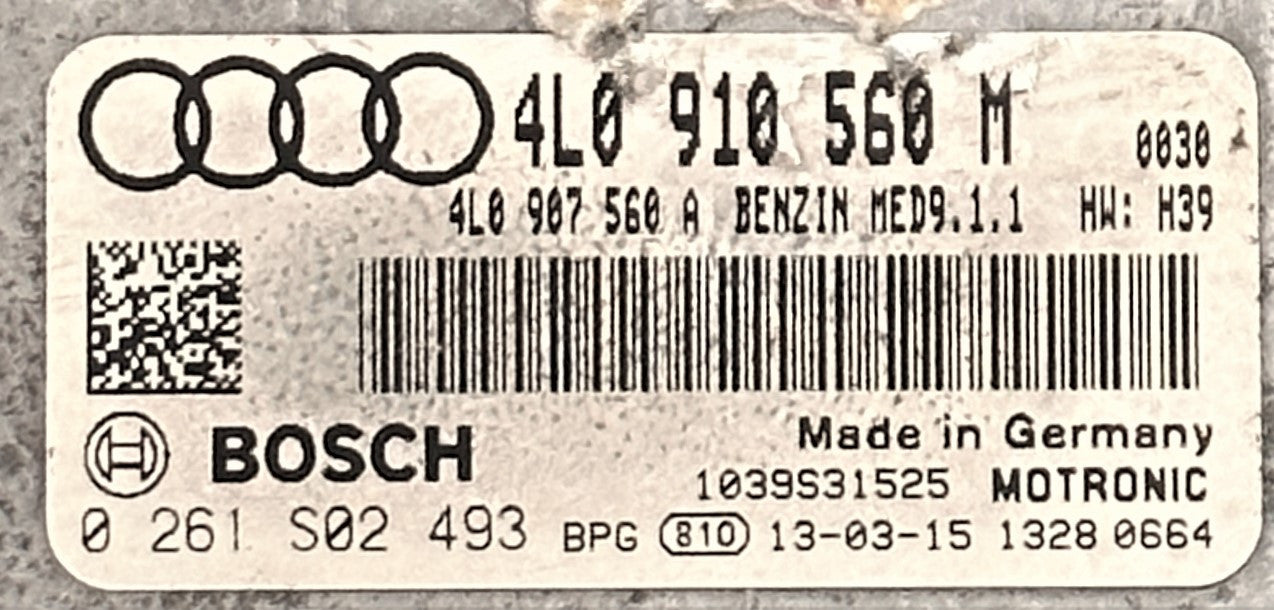 4L0 910 560 M 0030
4L0 907 560 A BENZIN MED9.1.1 HW: H39
BOSCH
Made in Germany
1039S31525 MOTRONIC
0 261 S02 493 BPG 810 13-03-15 1328 0664